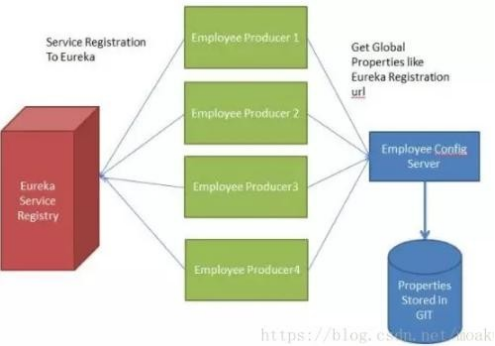 Service Registration
To Eureka
Employee Producer 1
Get Global
Properties like
Eureka Registration
url
Employee Producer 2
Employee Config
Server
Eureka
Service
Registry
Employee Producer3
Employee Producer4
Properties
Stored in
GIT
https://blog.csdn.net/moak